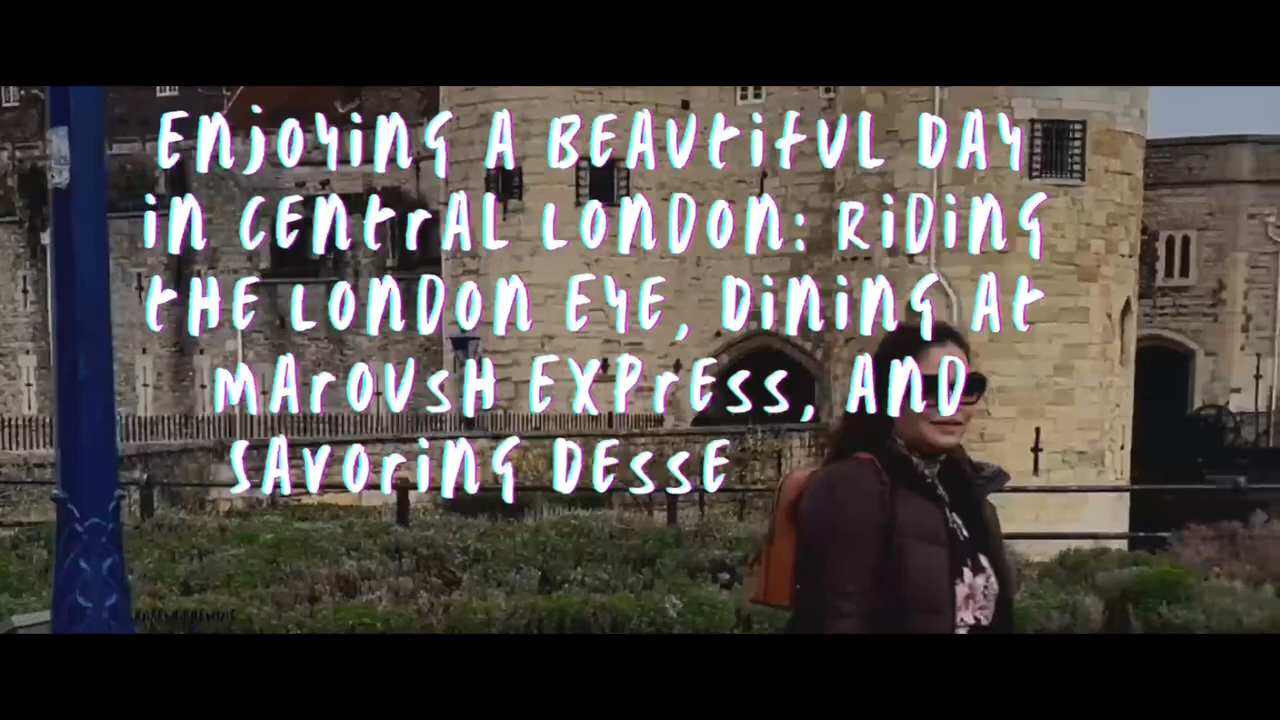 ENJOYING A BEAUTIFUL DAY
IN CENTRAL LONDON: RIDING
THE LONDON EYE, DINING AT
MAROUSH EXPRESS, AND
SAVORING DESSE